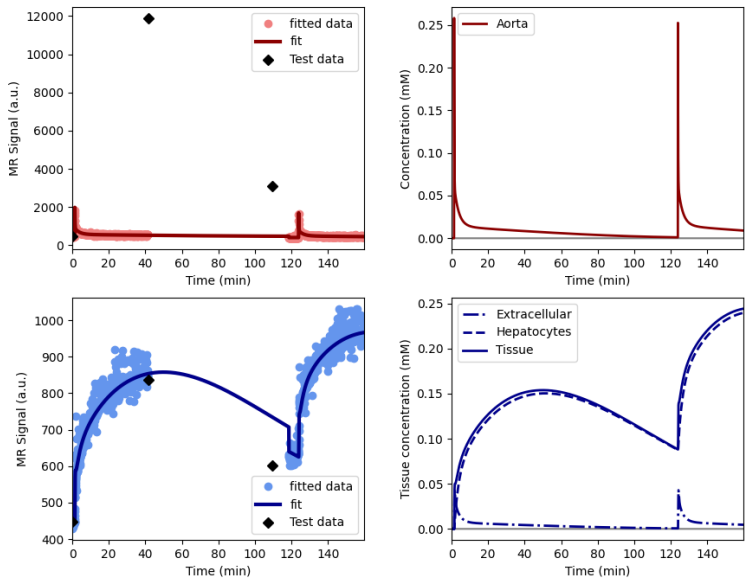 12000
10000
8000
6000
4000
2000
0
MR Signal (a.u.)
fitted data
fit
Test data
0 20 40 60 80 100 120 140
Time (min)
0.25
0.20
0.15
0.10
0.05
0.00
Concentration (mM)
Aorta
0 20 40 60 80 100 120 140
Time (min)
1000
900
800
700
600
500
400
MR Signal (a.u.)
fitted data
fit
Test data
0 20 40 60 80 100 120 140
Time (min)
0.25
0.20
0.15
0.10
0.05
0.00
Tissue concentration (mM)
Extracellular
Hepatocytes
Tissue
0 20 40 60 80 100 120 140
Time (min)